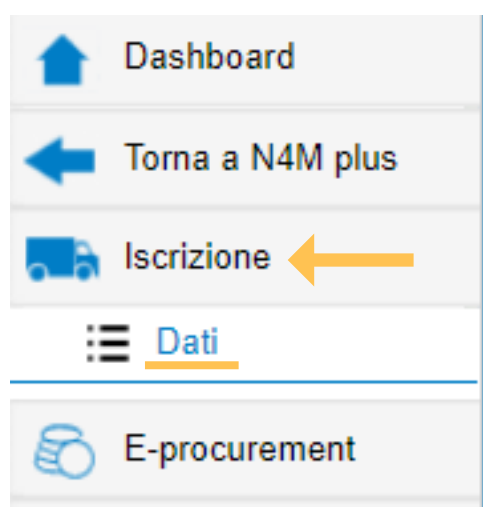 Dashboard
Torna a N4M plus
Iscrizione
Dati
E-procurement